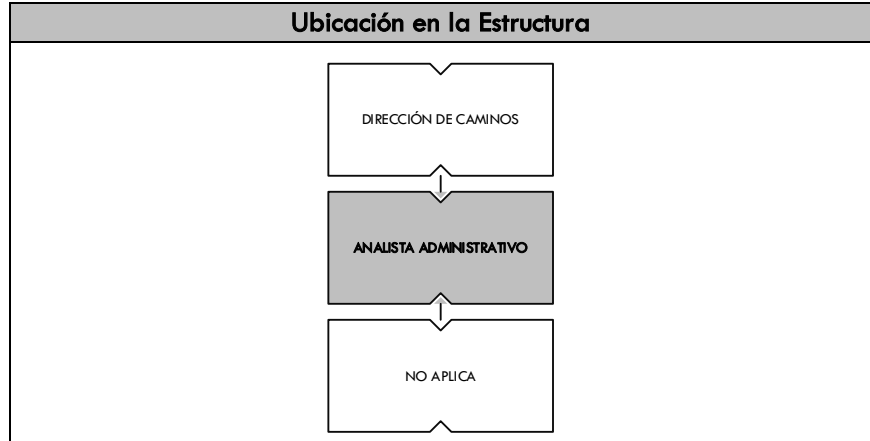 Ubicación en la Estructura
DIRECCIÓN DE CAMINOS
ANALISTA ADMINISTRATIVO
NO APLICA